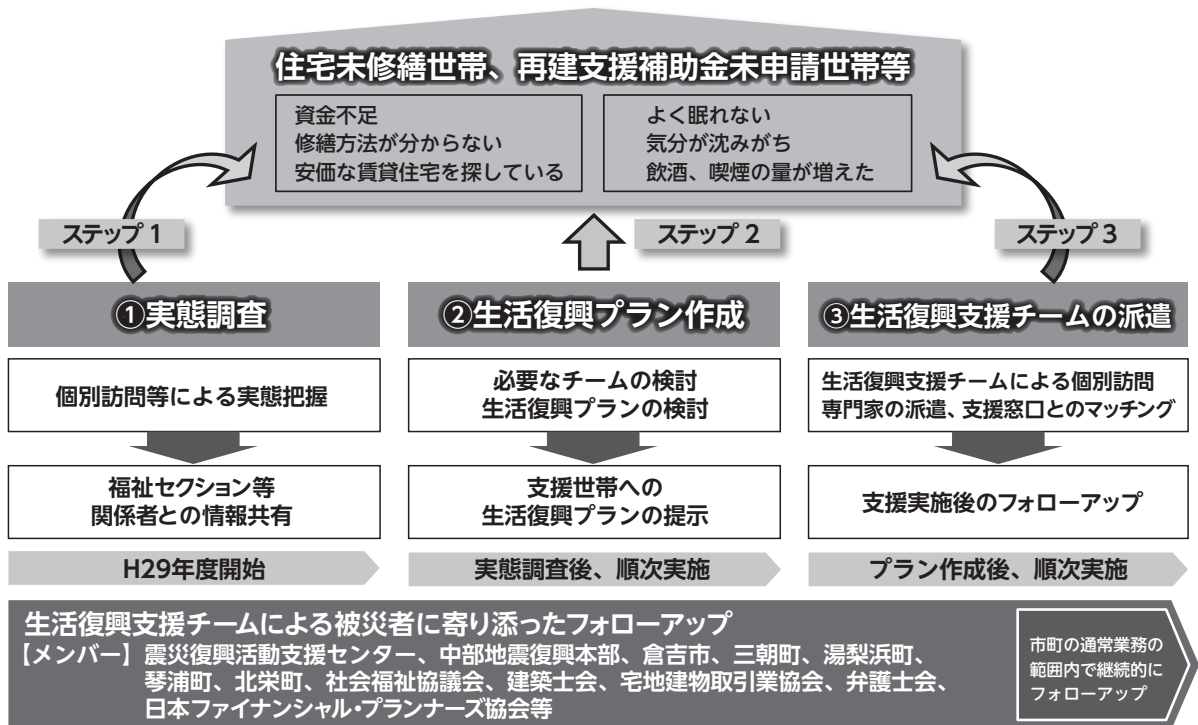 住宅未修繕世帯、再建支援補助金未申請世帯等
資金不足
修繕方法が分からない
安価な賃貸住宅を探している
よく眠れない
気分が沈みがち
飲酒、喫煙の量が増えた
ステップ1
ステップ2
ステップ3
①実態調査
個別訪問等による実態把握
福祉セクション等
関係者との情報共有
H29年度開始
②生活復興プラン作成
必要なチームの検討
生活復興プランの検討
支援世帯への
生活復興プランの提示
実態調査後、順次実施
③生活復興支援チームの派遣
生活復興支援チームによる個別訪問
専門家の派遣、支援窓口とのマッチング
支援実施後のフォローアップ
プラン作成後、順次実施
生活復興支援チームによる被災者に寄り添ったフォローアップ
【メンバー】震災復興活動支援センター、中部地震復興本部、倉吉市、三朝町、湯梨浜町、
琴浦町、北栄町、社会福祉協議会、建築士会、宅地建物取引業協会、弁護士会、
日本ファイナンシャル・プランナーズ協会等
市町の通常業務の
範囲内で継続的に
フォローアップ